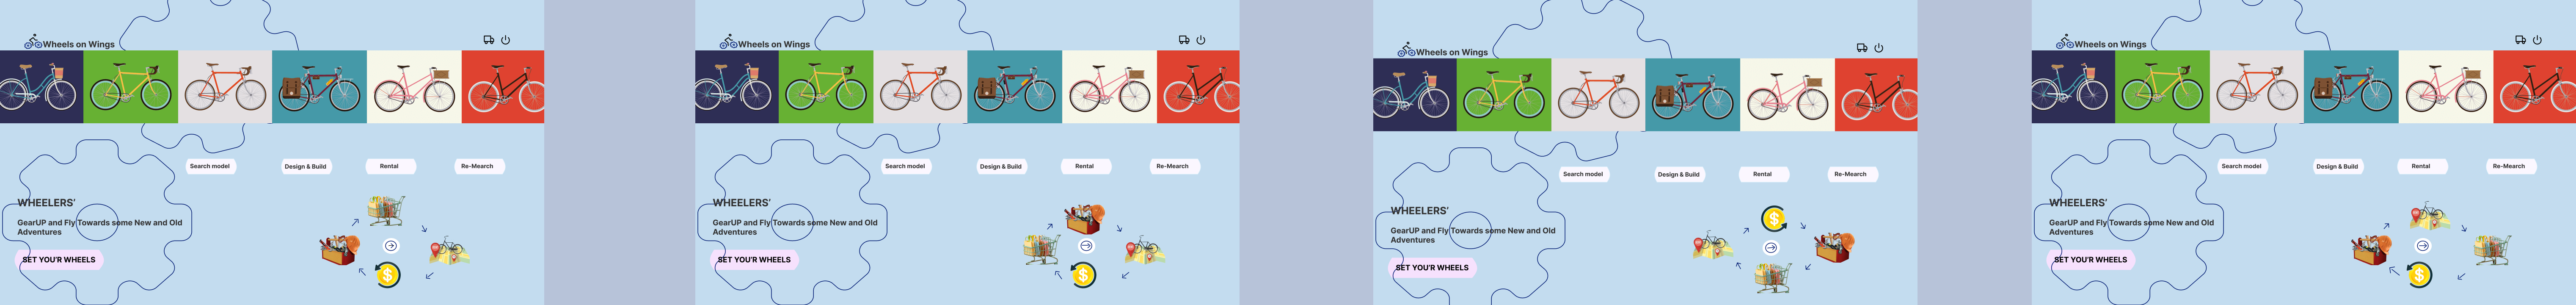 Wheels on Wings
Search model
Design & Build
Rental
Re-Mearch
WHEELERS'
GearUP and Fly Towards some New and Old
Adventures
SET YOU'R WHEELS
$
Wheels on Wings
Search model
Design & Build
Rental
Re-Mearch
WHEELERS'
GearUP and Fly Towards some New and Old
Adventures
SET YOU'R WHEELS
$
Wheels on Wings
Search model
Design & Build
Rental
Re-Mearch
WHEELERS'
$
GearUP and Fly Towards some New and Old
Adventures
SET YOU'R WHEELS
Wheels on Wings
Search model
Design & Build
Rental
Re-Mearch
WHEELERS'
GearUP and Fly Towards some New and Old
Adventures
SET YOU'R WHEELS
$